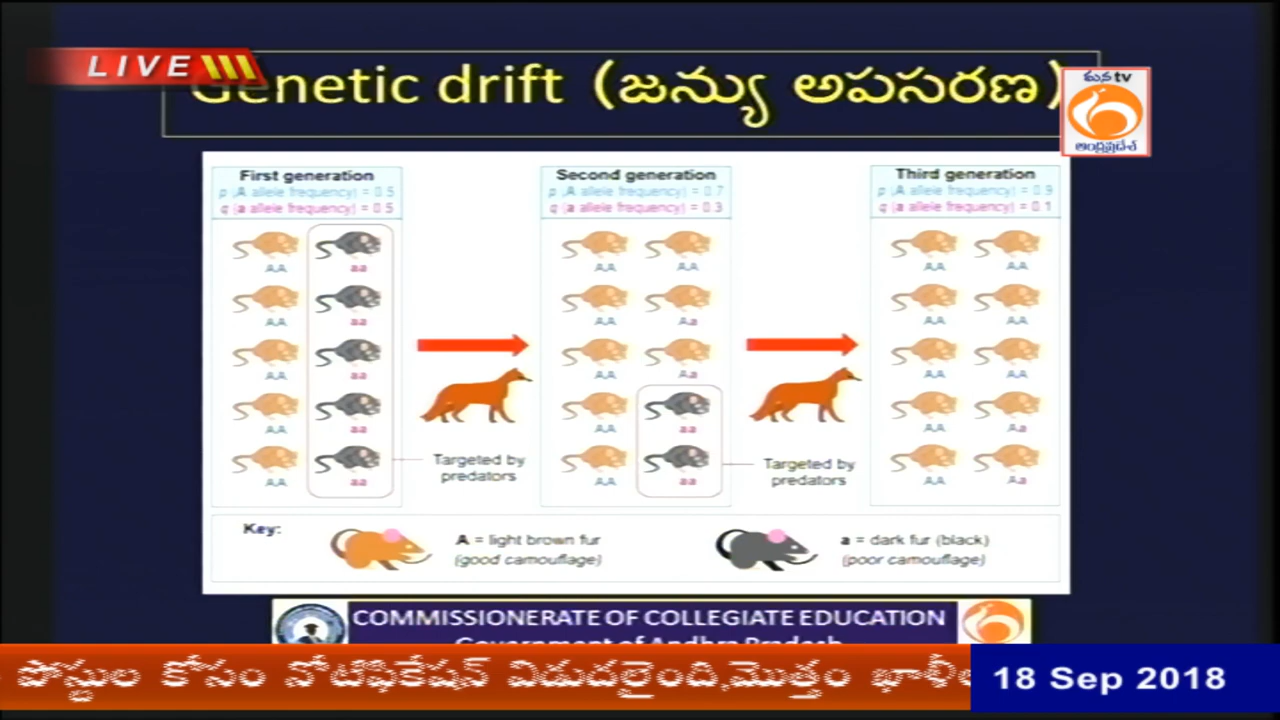 LIVE
Genetic drift (జన్యు అపసరణ)
మన tv
ఆంధ్రప్రదేశ్
First generation
p (A allele frequency) = 0.5
q (a allele frequency) = 0.5
Second generation
p (A allele frequency) = 0.7
q (a allele frequency) = 0.3
Third generation
p (A allele frequency) = 0.9
q (a allele frequency) = 0.1
AA aa AA AA AA AA
AA aa AA Aa AA AA
AA aa AA Aa AA AA
AA aa AA aa AA Aa
AA aa AA aa AA Aa
Targeted by
predators
Targeted by
predators
Key:
A = light brown fur
(good camouflage)
a = dark fur (black)
(poor camouflage)
COMMISSIONERATE OF COLLEGIATE EDUCATION
Government of Andhra Pradesh
పోస్టుల కోసం నోటిఫికేషన్ విడుదలైంది,మొత్తం
18 Sep 2018